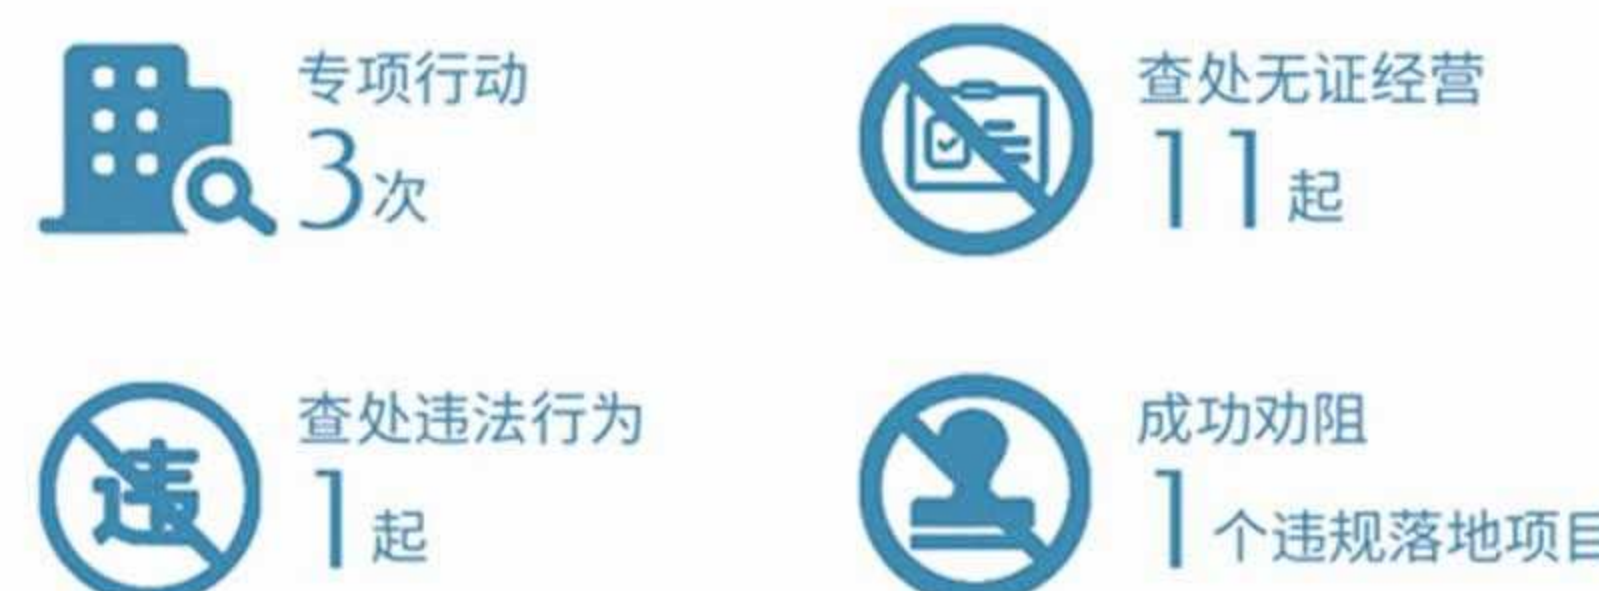 专项行动
3次
查处无证经营
11起
查处违法行为
1起
违
成功劝阻
1个违规落地项目